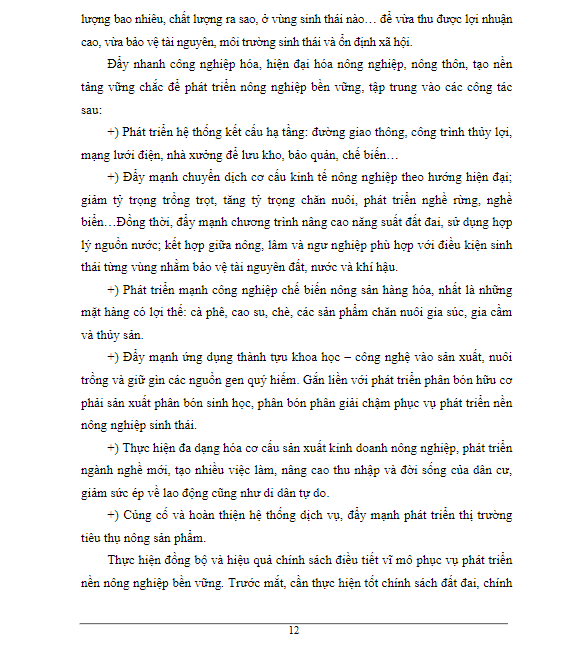 lượng bao nhiêu, chất lượng ra sao, ở vùng sinh thái nào… để vừa thu được lợi nhuận
cao, vừa bảo vệ tài nguyên, môi trường sinh thái và ổn định xã hội.
Đẩy nhanh công nghiệp hóa, hiện đại hóa nông nghiệp, nông thôn, tạo nền
tảng vững chắc để phát triển nông nghiệp bền vững, tập trung vào các công tác
sau:
+) Phát triển hệ thống kết cấu hạ tầng: đường giao thông, công trình thủy lợi,
mạng lưới điện, nhà xưởng để lưu kho, bảo quản, chế biến…
+) Đẩy mạnh chuyển dịch cơ cấu kinh tế nông nghiệp theo hướng hiện đại;
giảm tỷ trọng trồng trọt, tăng tỷ trọng chăn nuôi, phát triển nghề rừng, nghề
biển…Đồng thời, đẩy mạnh chương trình nâng cao năng suất đất đai, sử dụng hợp
lý nguồn nước; kết hợp giữa nông, lâm và ngư nghiệp phù hợp với điều kiện sinh
thái từng vùng nhằm bảo vệ tài nguyên đất, nước và khí hậu.
+) Phát triển mạnh công nghiệp chế biến nông sản hàng hóa, nhất là những
mặt hàng có lợi thế: cà phê, cao su, chè, các sản phẩm chăn nuôi gia súc, gia cầm
và thủy sản.
+) Đẩy mạnh ứng dụng thành tựu khoa học – công nghệ vào sản xuất, nuôi
trồng và giữ gìn các nguồn gen quý hiếm. Gắn liền với phát triển phân bón hữu cơ
phải sản xuất phân bón sinh học, phân bón phân giải chậm phục vụ phát triển nền
nông nghiệp sinh thái.
+) Thực hiện đa dạng hóa cơ cấu sản xuất kinh doanh nông nghiệp, phát triển
ngành nghề mới, tạo nhiều việc làm, nâng cao thu nhập và đời sống của dân cư,
giảm sức ép về lao động cũng như di dân tự do.
+) Củng cố và hoàn thiện hệ thống dịch vụ, đẩy mạnh phát triển thị trường
tiêu thụ nông sản phẩm.
Thực hiện đồng bộ và hiệu quả chính sách điều tiết vĩ mô phục vụ phát triển
nền nông nghiệp bền vững. Trước mắt, cần thực hiện tốt chính sách đất đai, chính
12